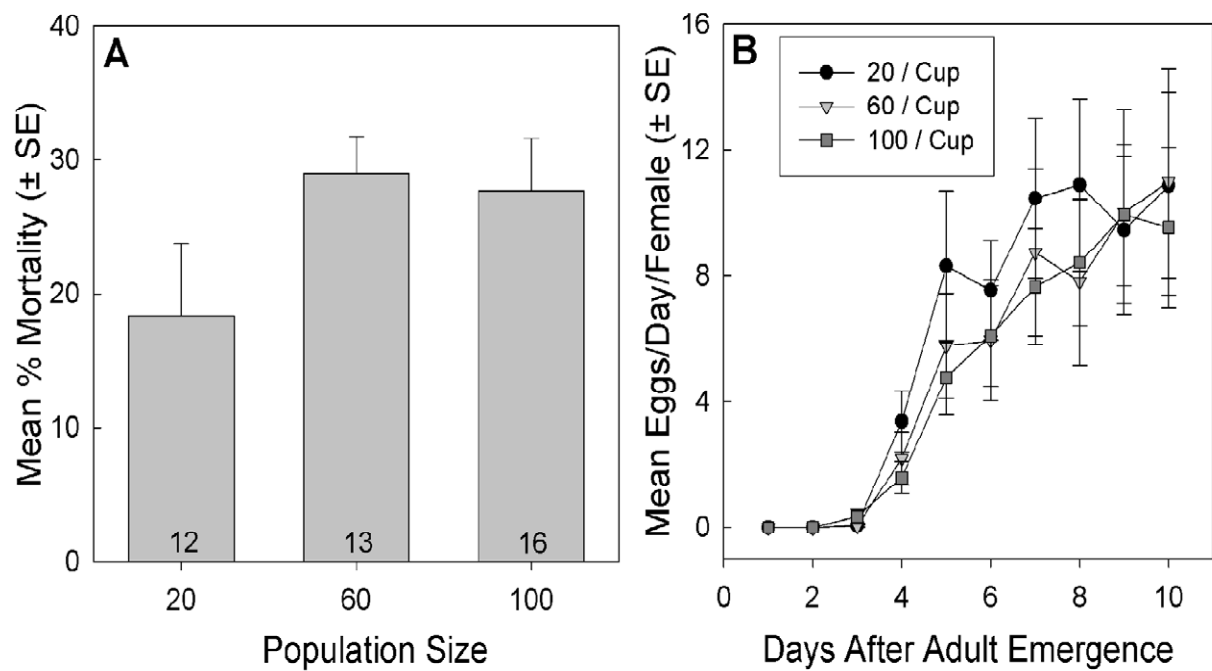 A
Mean % Mortality (± SE)
40
30
20
10
0
12
13
16
20
60
100
Population Size
B
20 / Cup
60 / Cup
100 / Cup
Mean Eggs/Day/Female (± SE)
16
12
8
4
0
0
2
4
6
8
10
Days After Adult Emergence